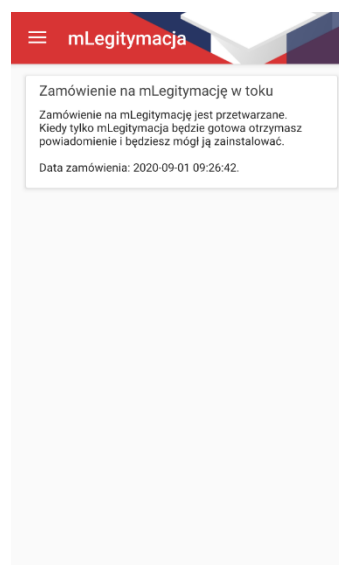 mLegitymacja
Zamówienie na mLegitymację w toku
Zamówienie na mLegitymację jest przetwarzane.
Kiedy tylko mLegitymacja będzie gotowa otrzymasz
powiadomienie i będziesz mógł ją zainstalować.
Data zamówienia: 2020-09-01 09:26:42.